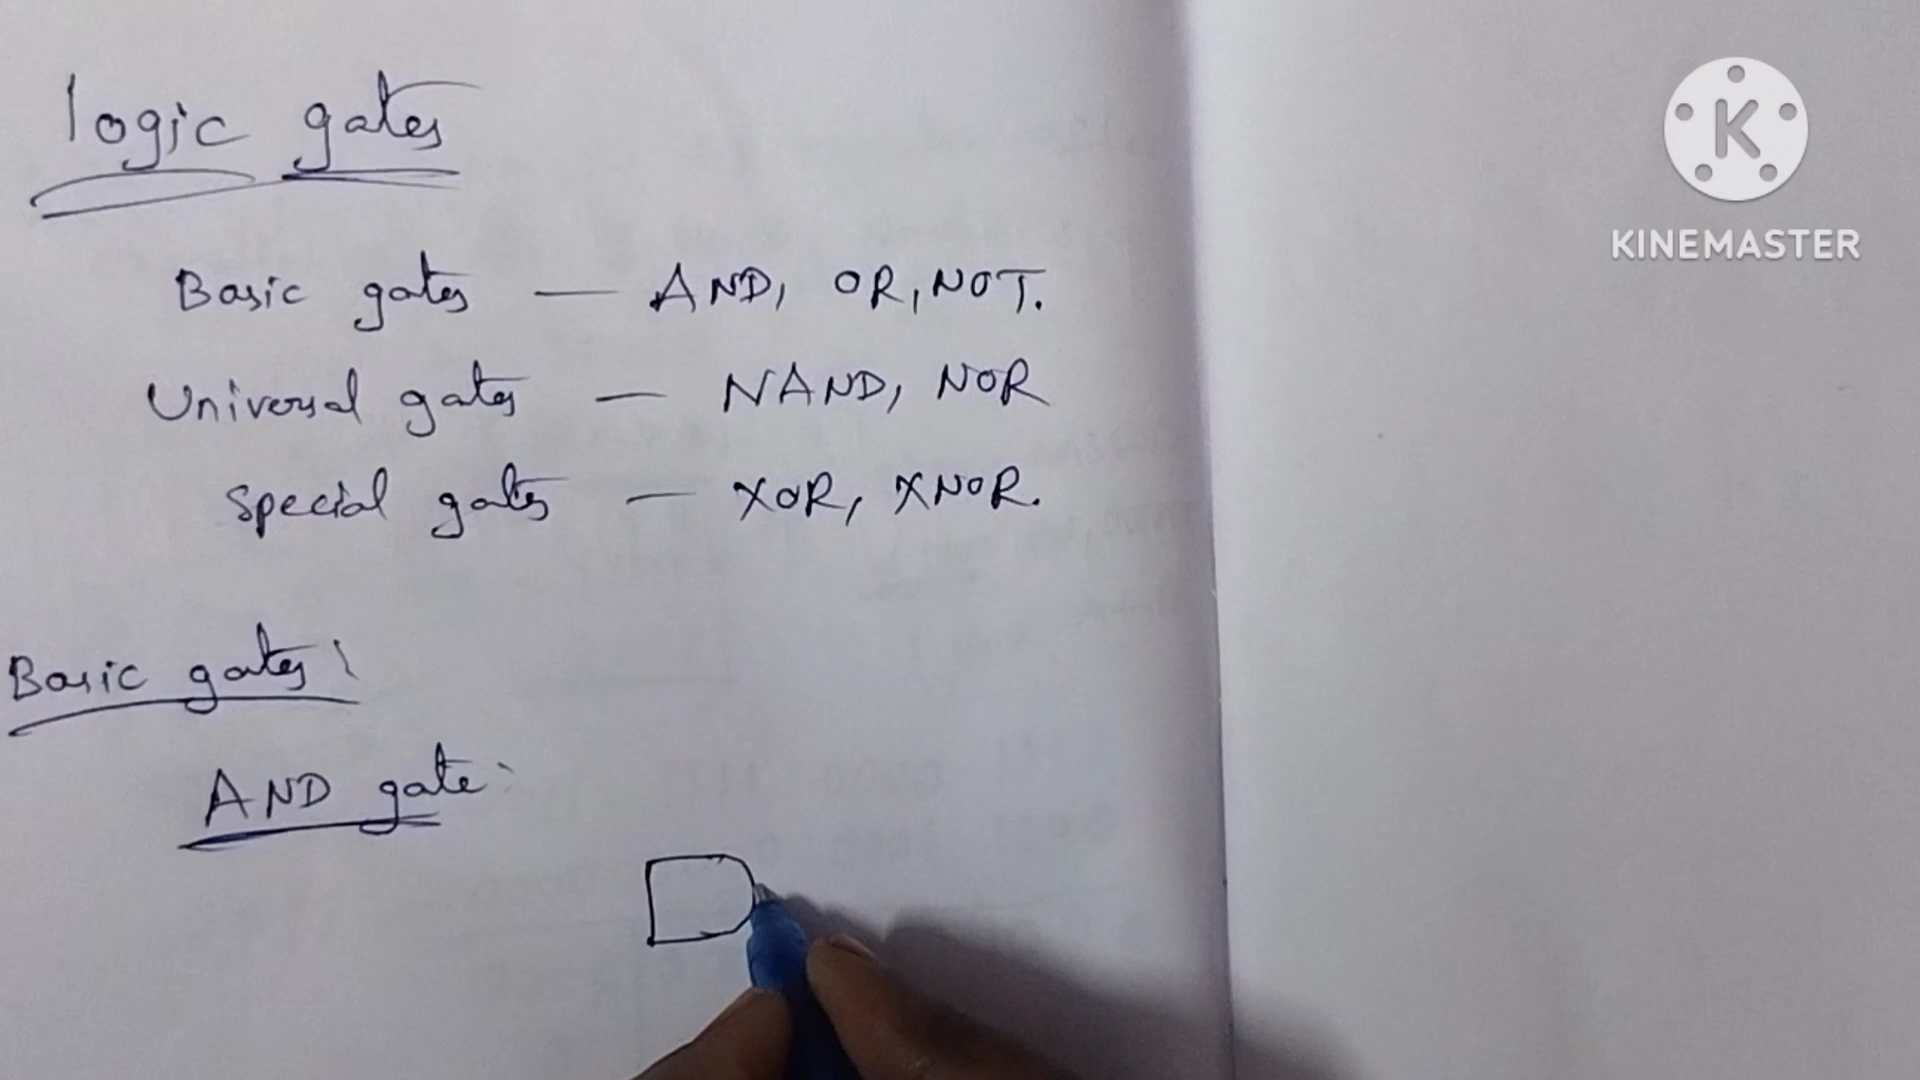 logic gates
Basic gates — AND, OR, NOT.
Universal gates — NAND, NOR
Special gates — XOR, XNOR.
Basic gates:
AND gate:
K
KINEMASTER